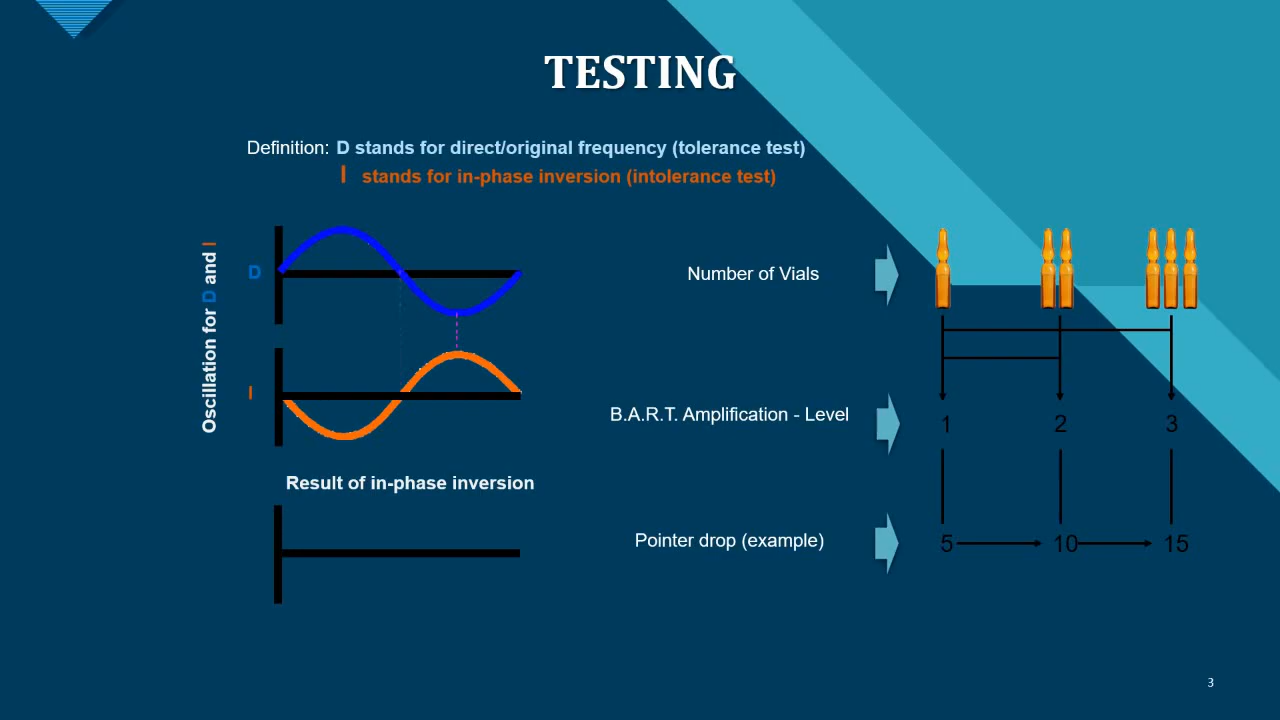 TESTING
Definition: D stands for direct/original frequency (tolerance test)
I stands for in-phase inversion (intolerance test)
Oscillation for D and I
D
I
Result of in-phase inversion
Number of Vials
B.A.R.T. Amplification - Level
1 2 3
Pointer drop (example)
5 10 15
3